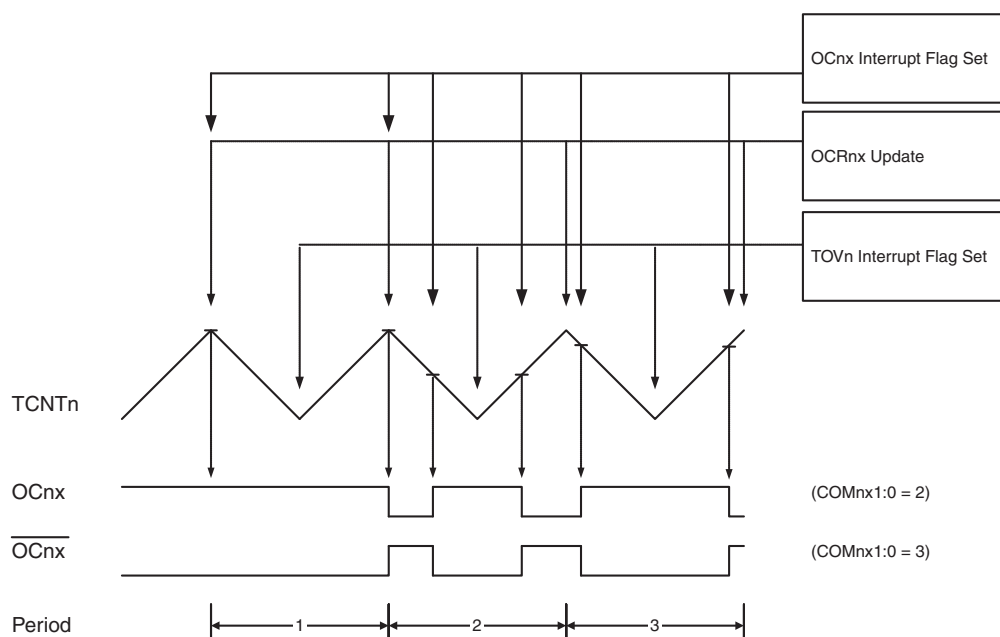 OCnx Interrupt Flag Set
OCRnx Update
TOVn Interrupt Flag Set
TCNTn
OCnx
(COMnx1:0 = 2)
OCnx
(COMnx1:0 = 3)
Period
1
2
3